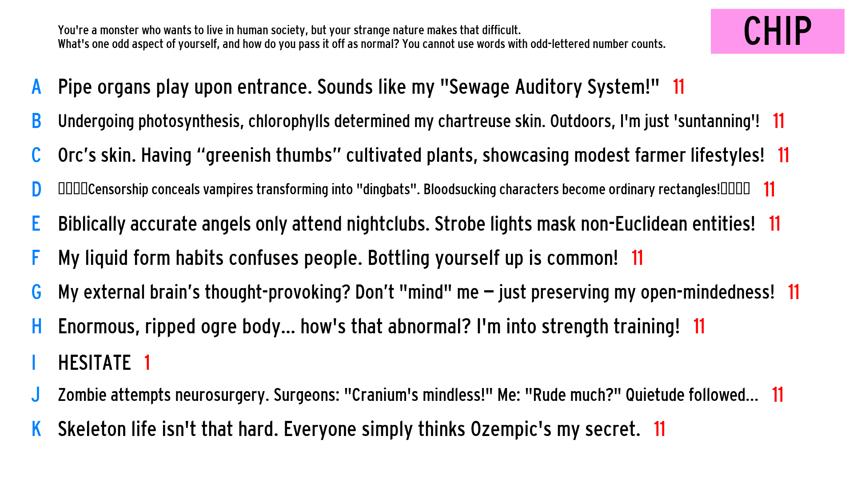 You're a monster who wants to live in human society, but your strange nature makes that difficult.
What's one odd aspect of yourself, and how do you pass it off as normal? You cannot use words with odd-lettered number counts.
CHIP
A Pipe organs play upon entrance. Sounds like my "Sewage Auditory System!" 11
B Undergoing photosynthesis, chlorophylls determined my chartreuse skin. Outdoors, I'm just 'suntanning'! 11
C Orc’s skin. Having “greenish thumbs” cultivated plants, showcasing modest farmer lifestyles! 11
D ▯▯▯▯Censorship conceals vampires transforming into "dingbats". Bloodsucking characters become ordinary rectangles!▯▯▯▯ 11
E Biblically accurate angels only attend nightclubs. Strobe lights mask non-Euclidean entities! 11
F My liquid form habits confuses people. Bottling yourself up is common! 11
G My external brain’s thought-provoking? Don’t "mind" me – just preserving my open-mindedness! 11
H Enormous, ripped ogre body... how's that abnormal? I'm into strength training! 11
I HESITATE 1
J Zombie attempts neurosurgery. Surgeons: "Cranium's mindless!" Me: "Rude much?" Quietude followed... 11
K Skeleton life isn't that hard. Everyone simply thinks Ozempic's my secret. 11